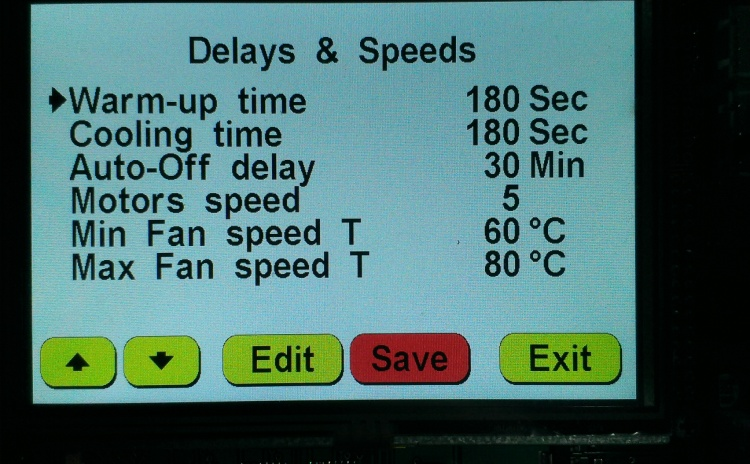 Delays & Speeds
Warm-up time 180 Sec
Cooling time 180 Sec
Auto-Off delay 30 Min
Motors speed 5
Min Fan speed T 60 °C
Max Fan speed T 80 °C
Edit Save Exit